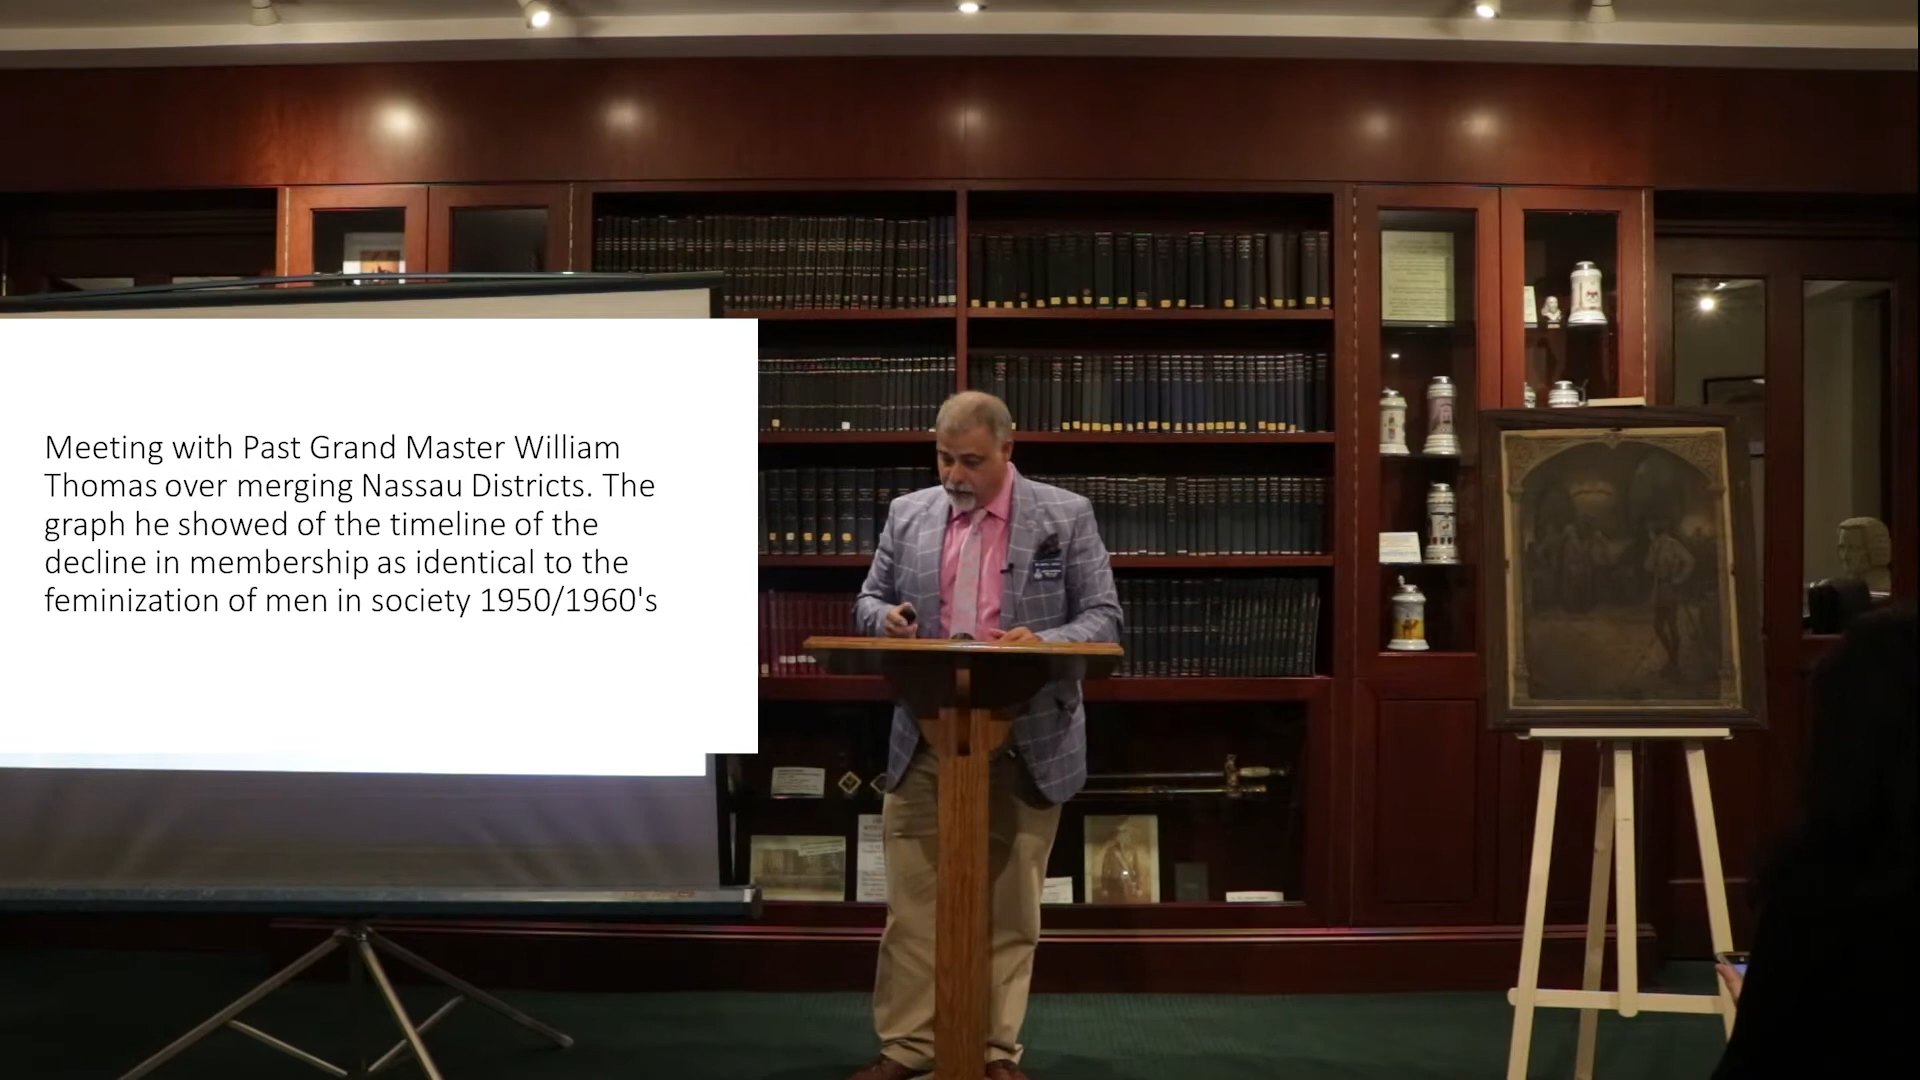 Meeting with Past Grand Master William
Thomas over merging Nassau Districts. The
graph he showed of the timeline of the
decline in membership as identical to the
feminization of men in society 1950/1960's